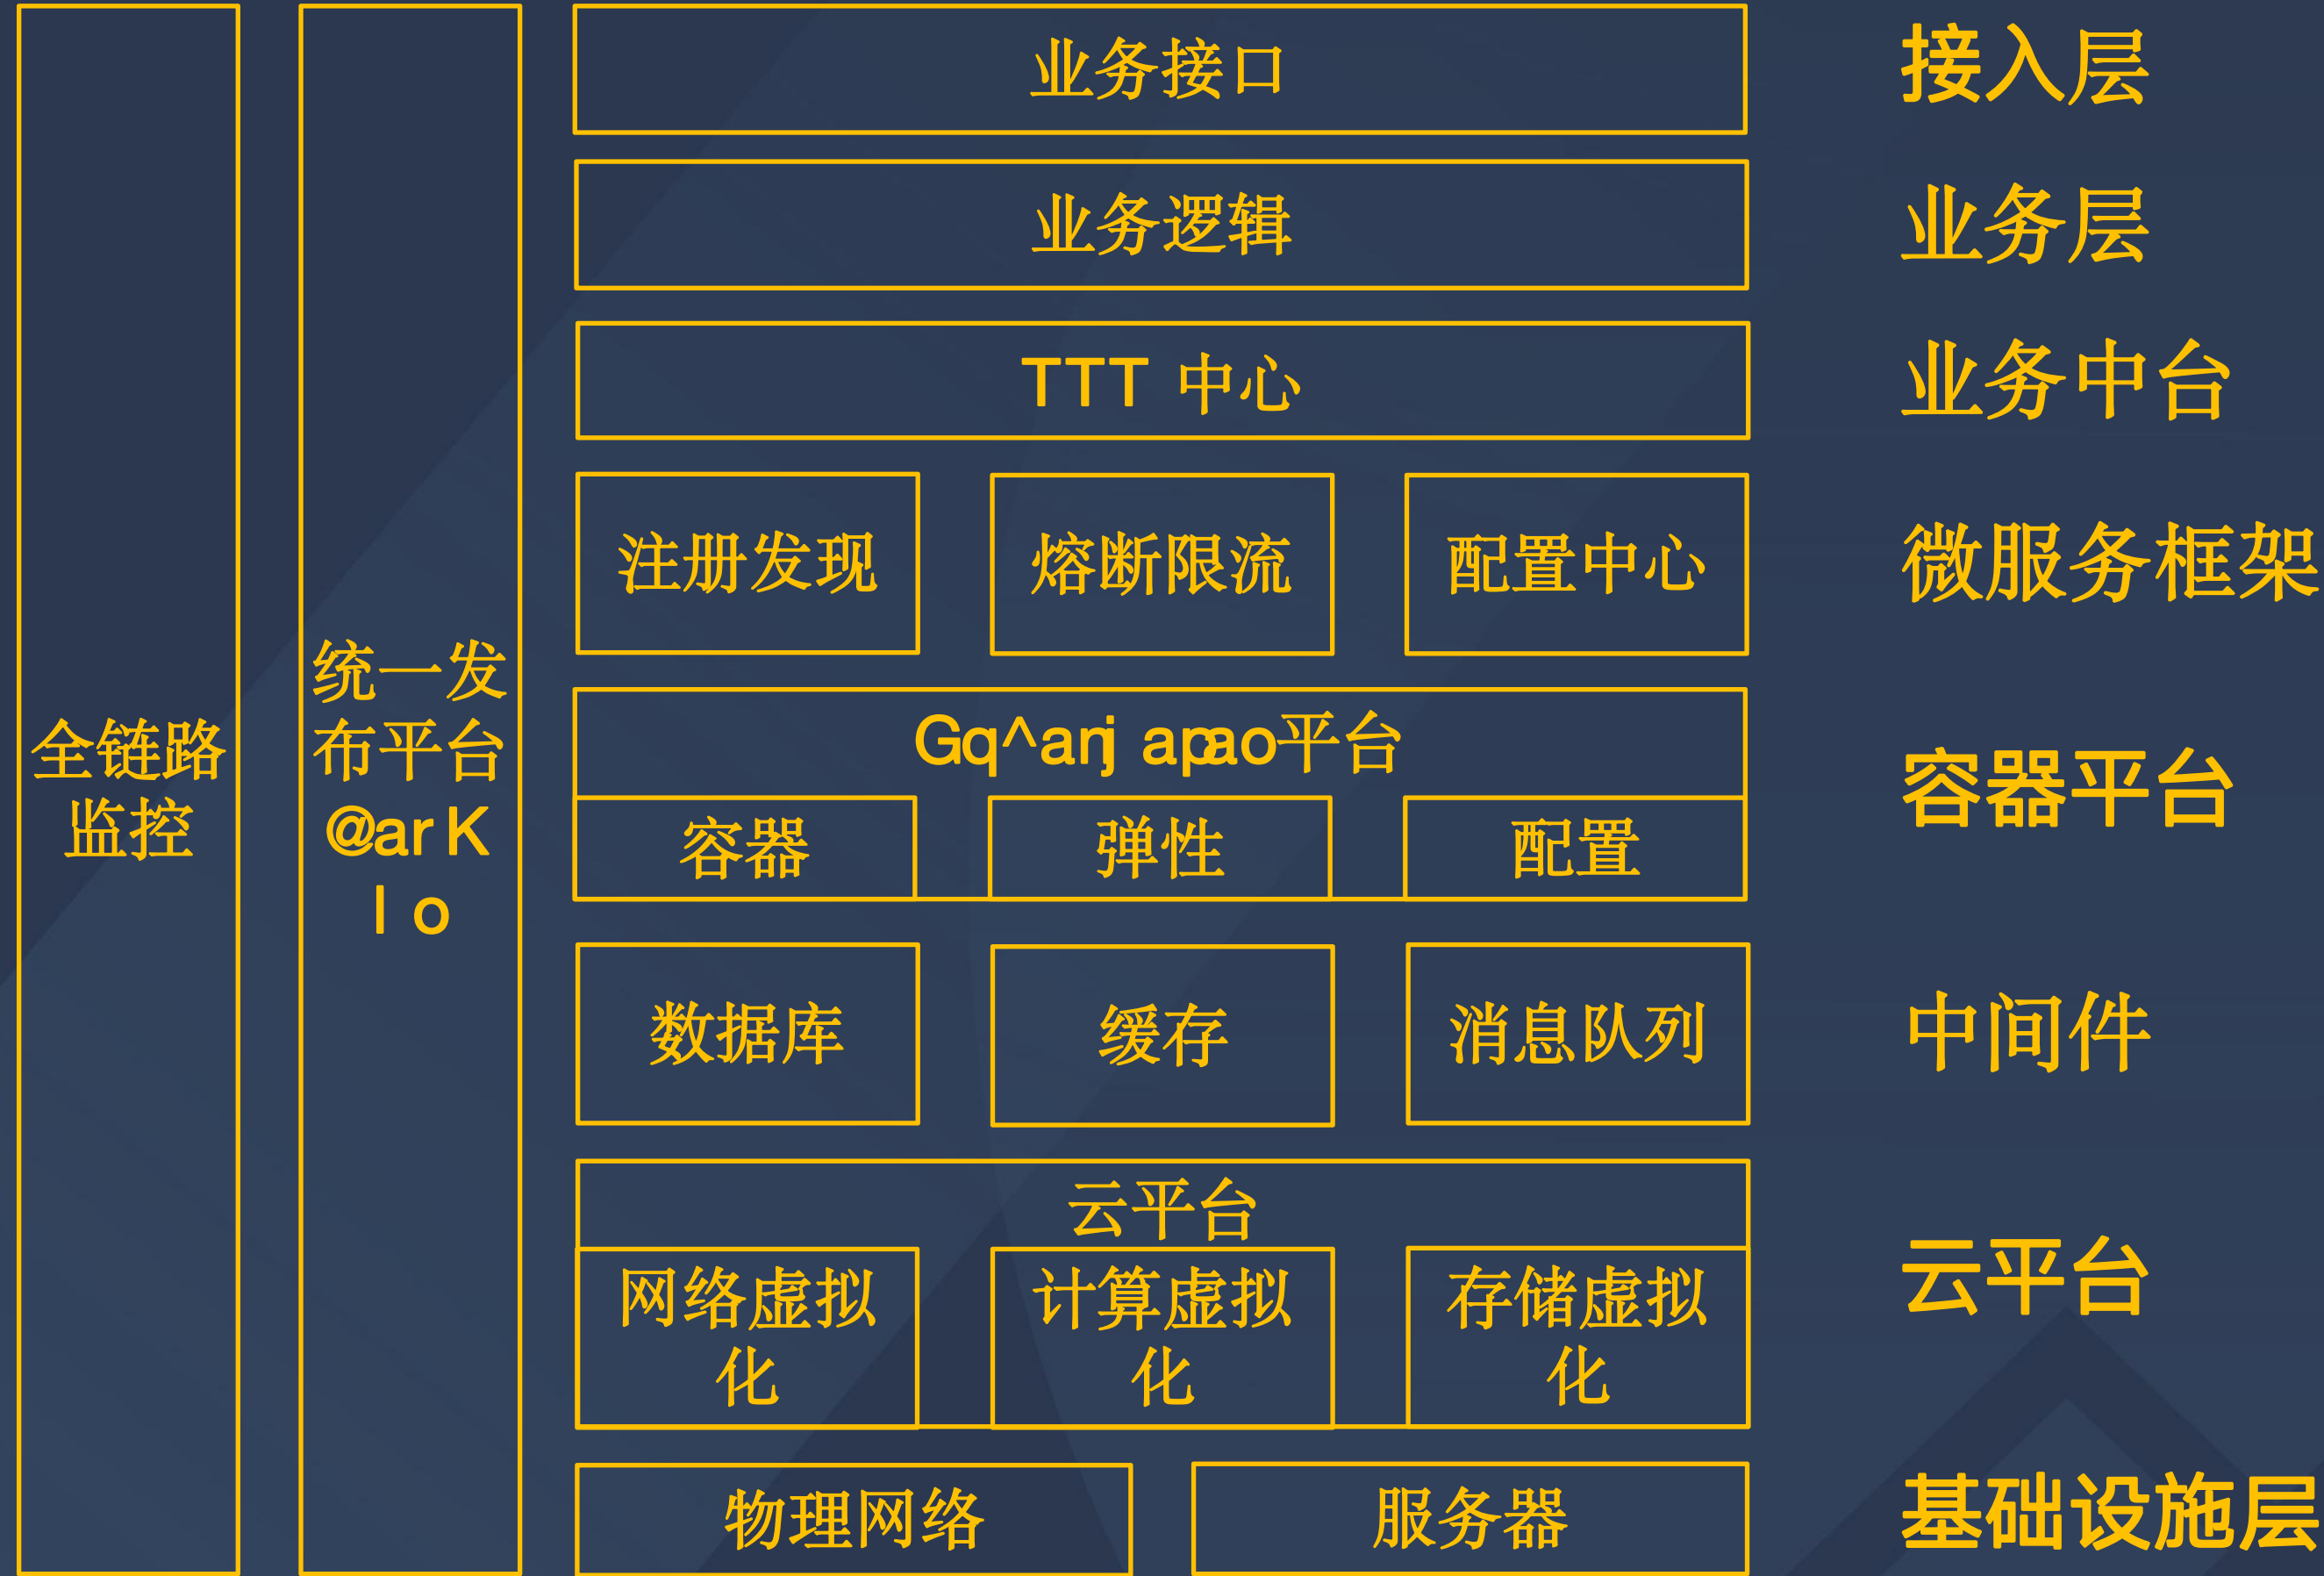 业务接口
接入层
业务逻辑
业务层
TTT 中心
业务中台
注册发现
熔断限流
配置中心
微服务框架
全链路
监控
统一发
布平台
@arK
l o
Gq^anj apao平台
容器
弹性
配置
容器平台
数据库
缓存
消息队列
中间件
云平台
网络虚拟
化
计算虚拟
化
存储虚拟
化
云平台
物理网络
服务器
基础设施层